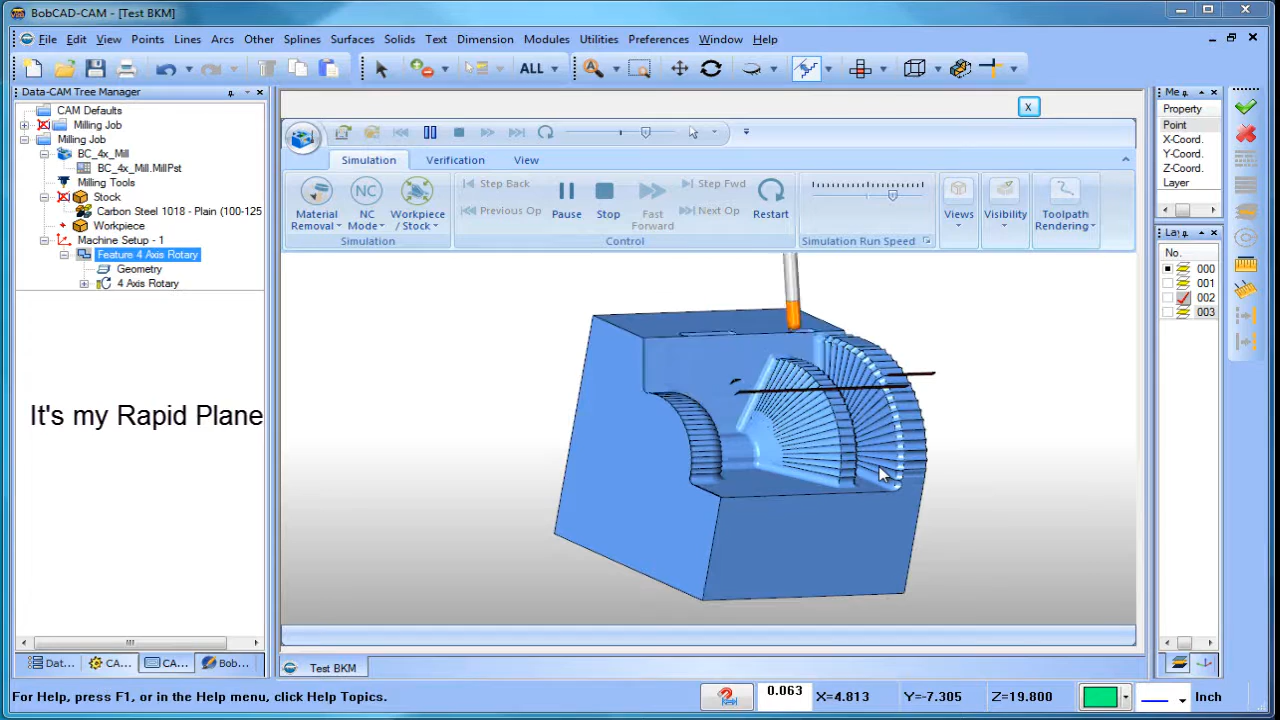 BobCAD-CAM - [Test BKM]
File Edit View Points Lines Arcs Other Splines Surfaces Solids Text Dimension Modules Utilities Preferences Window Help
ALL
Data-CAM Tree Manager
CAM Defaults
Milling Job
Milling Job
BC_4x_Mill
BC_4x_Mill.MillPst
Milling Tools
Stock
Carbon Steel 1018 - Plain (100-125
Workpiece
Machine Setup - 1
Feature 4 Axis Rotary
Geometry
4 Axis Rotary
It's my Rapid Plane
Dat... CA... CA... Bob...
x
Simulation Verification View
Material Removal
NC Mode
Workpiece / Stock
Simulation
Step Back
Previous Op
Pause
Stop
Fast Forward
Step Fwd
Next Op
Restart
Control
Simulation Run Speed
Views
Visibility
Toolpath Rendering
Test BKM
Me
Property
Point
X-Coord.
Y-Coord.
Z-Coord.
Layer
La
No.
000
001
002
003
For Help, press F1, or in the Help menu, click Help Topics.
0.063 X=4.813 Y=-7.305 Z=19.800 Inch